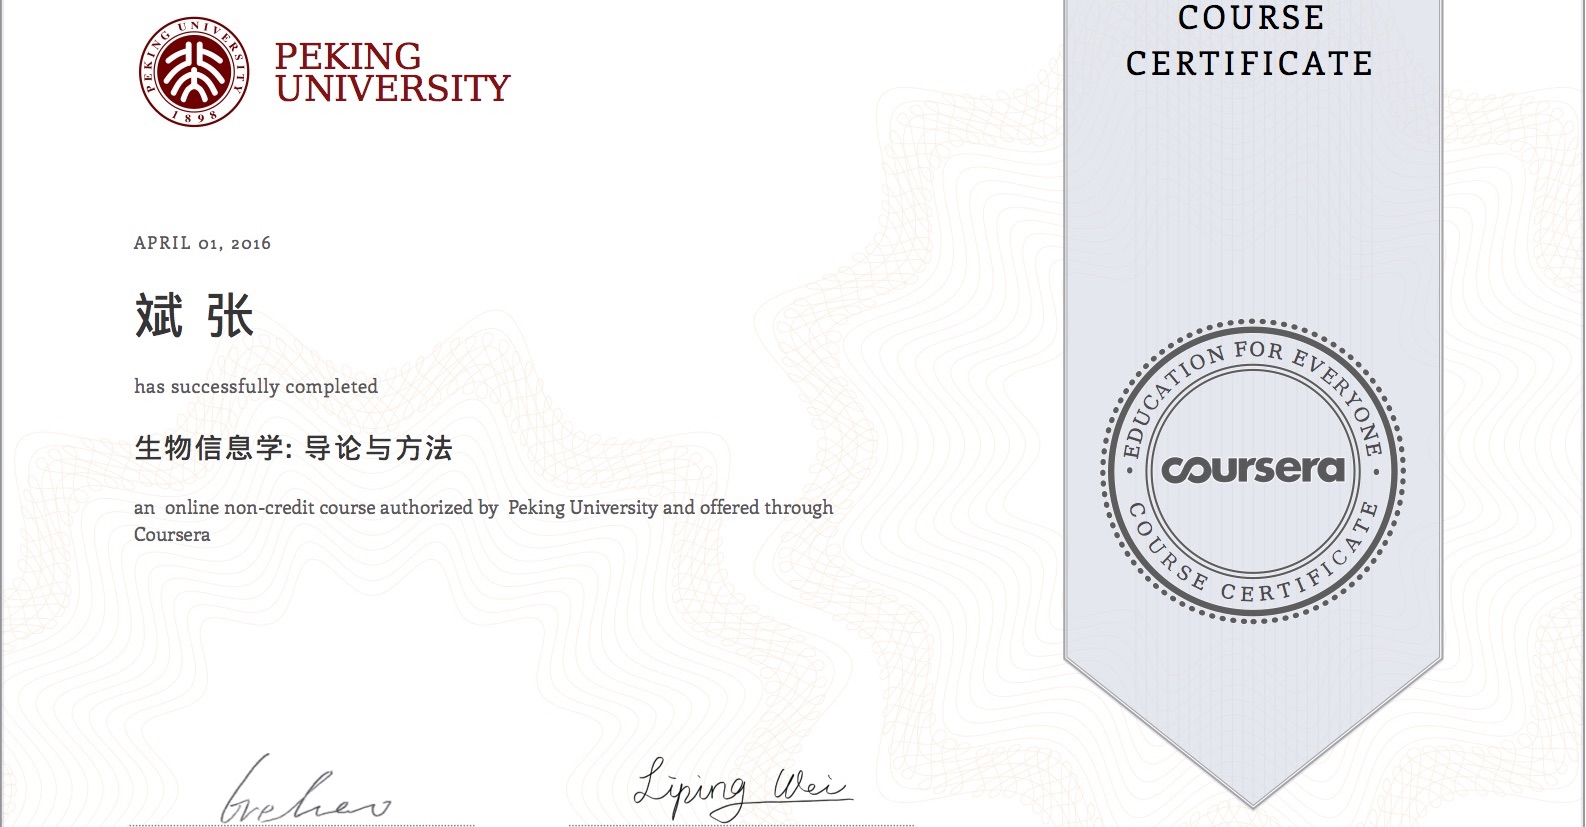 PEKING UNIVERSITY
1898
PEKING
UNIVERSITY
COURSE
CERTIFICATE
APRIL 01, 2016
斌 张
has successfully completed
生物信息学: 导论与方法
an online non-credit course authorized by Peking University and offered through
Coursera
EDUCATION FOR EVERYONE
coursera
COURSE CERTIFICATE
Liping Wei